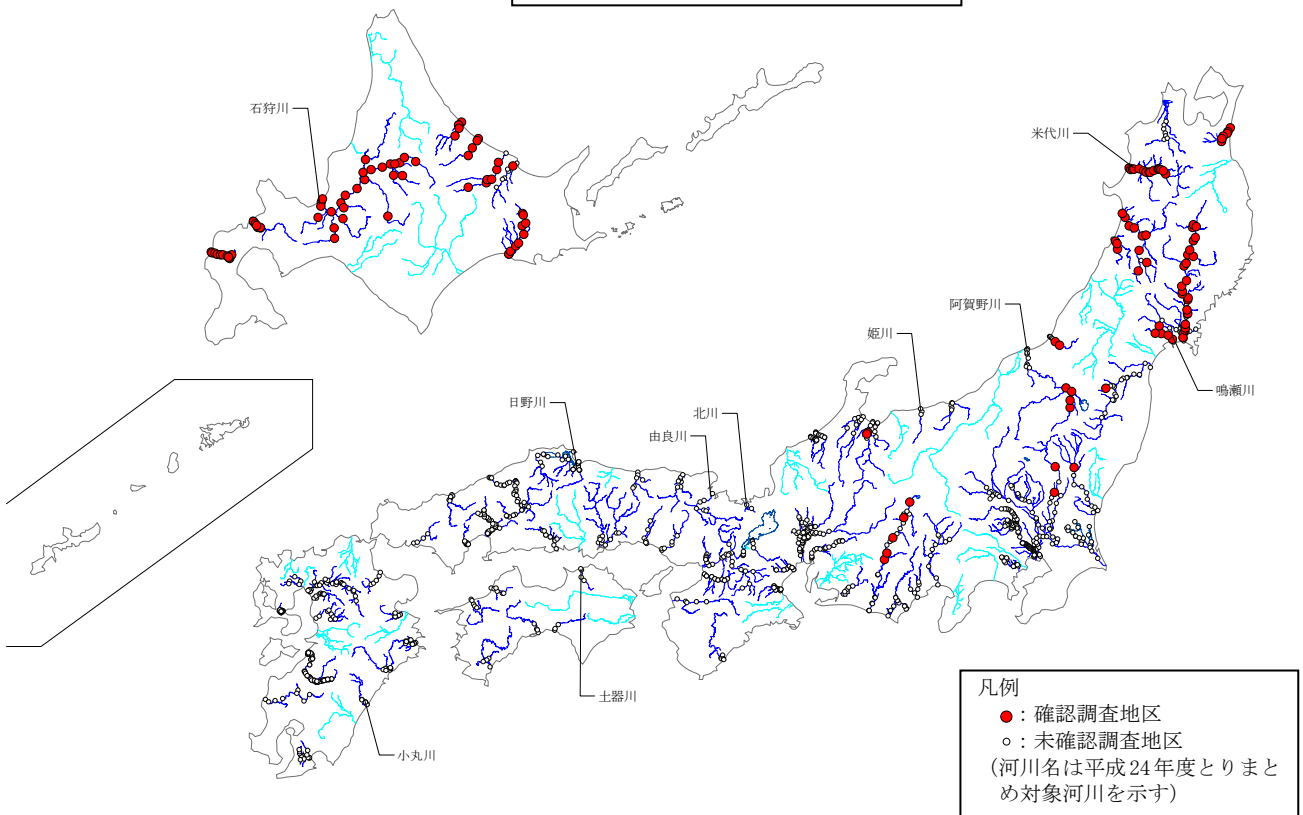 石狩川
米代川
阿賀野川
姫川
鳴瀬川
日野川
北川
由良川
土器川
小丸川
凡例
：確認調査地区
：未確認調査地区
(河川名は平成24年度とりまと
め対象河川を示す)